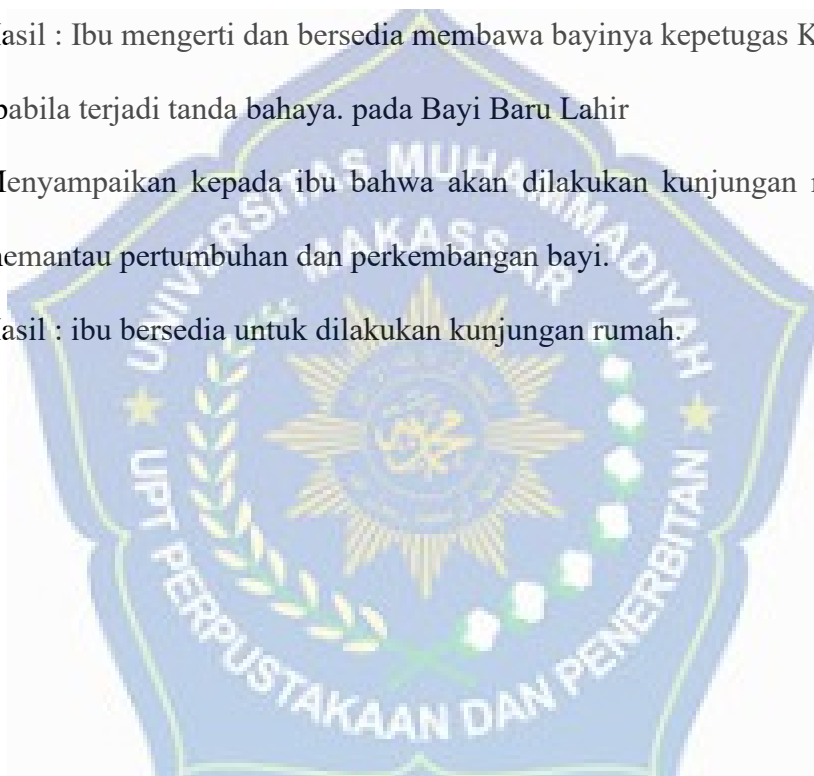 asil : Ibu mengerti dan bersedia membawa bayinya kepetugas K
pabila terjadi tanda bahaya. pada Bayi Baru Lahir
enyampaikan kepada ibu bahwa akan dilakukan kunjungan
nemantau pertumbuhan dan perkembangan bayi.
asil : ibu bersedia untuk dilakukan kunjungan rumah.
UNIVERSITAS MUHAMMADIYAH
MAKASSAR
UPT PERPUSTAKAAN DAN PENERBITAN